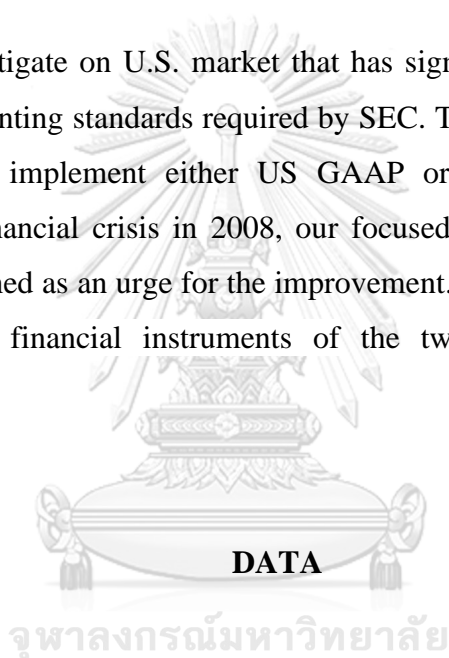 tigate on U.S. market that has sign
nting standards required by SEC. T
implement either US GAAP or
nancial crisis in 2008, our focused
ned as an urge for the improvement.
financial instruments of the tw
DATA
จุฬาลงกรณ์มหาวิทยาลัย